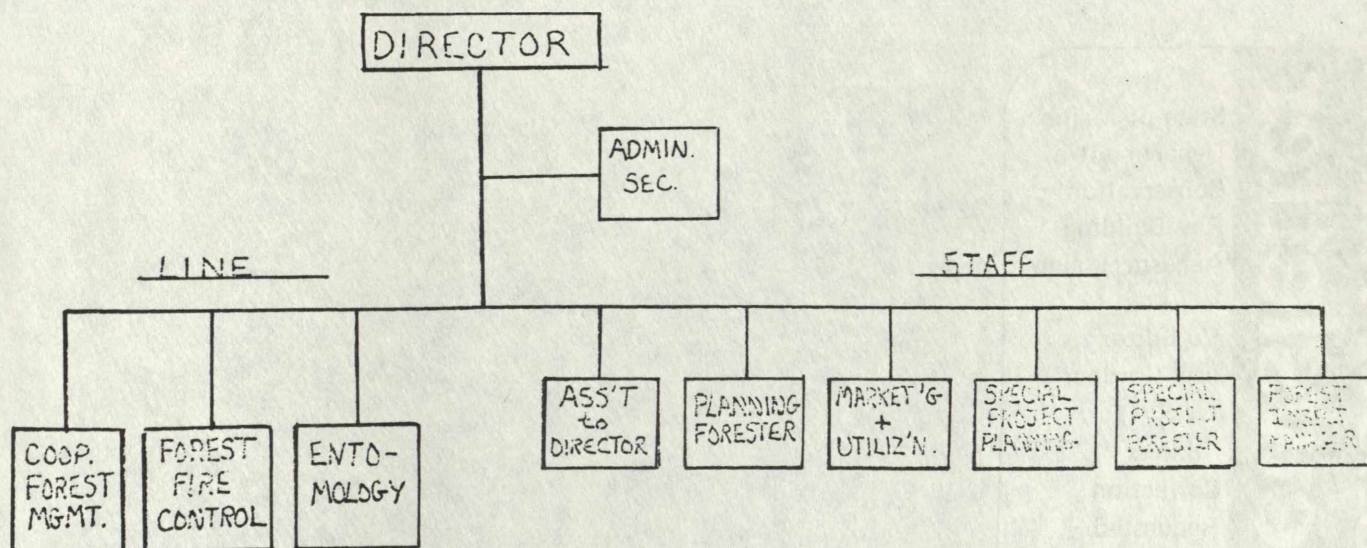 DIRECTOR
ADMIN.
SEC.
LINE
STAFF
COOP.
FOREST
MGMT.
FOREST
FIRE
CONTROL
ENTO-
MOLOGY
ASS'T
to
DIRECTOR
PLANNING
FORESTER
MARKET'G
+
UTILIZ'N.
SPECIAL
PROJECT
PLANNING
SPECIAL
PROJECT
FORESTER
FOREST
INSECT
MANAGER